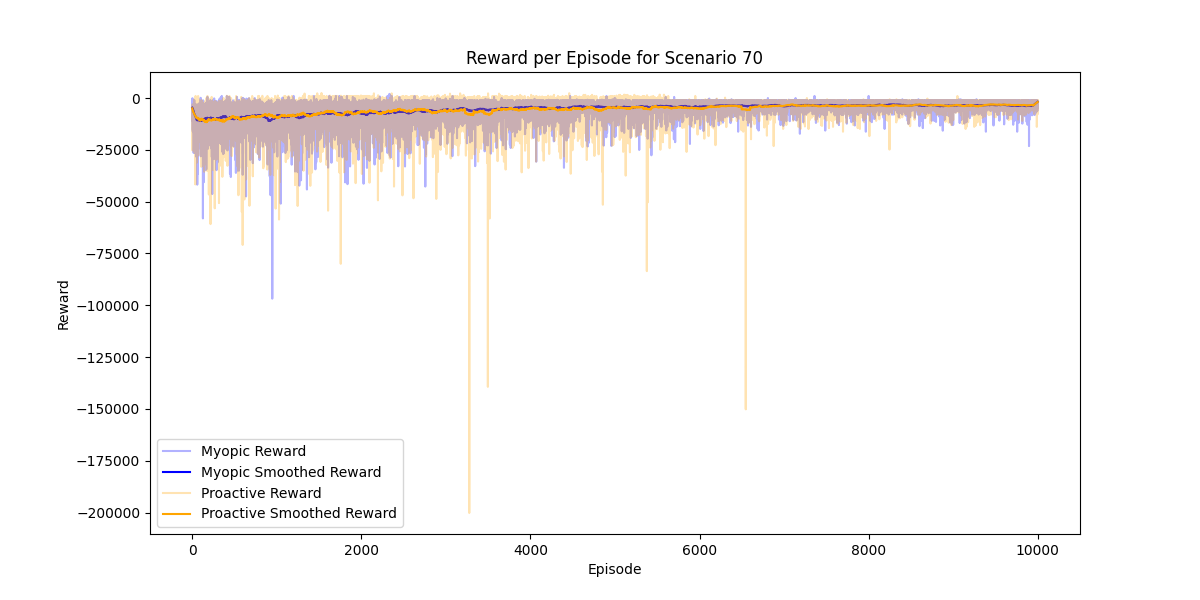 Reward per Episode for Scenario 70
Reward
0
−25000
−50000
−75000
−100000
−125000
−150000
−175000
−200000
Myopic Reward
Myopic Smoothed Reward
Proactive Reward
Proactive Smoothed Reward
0 2000 4000 6000 8000 10000
Episode